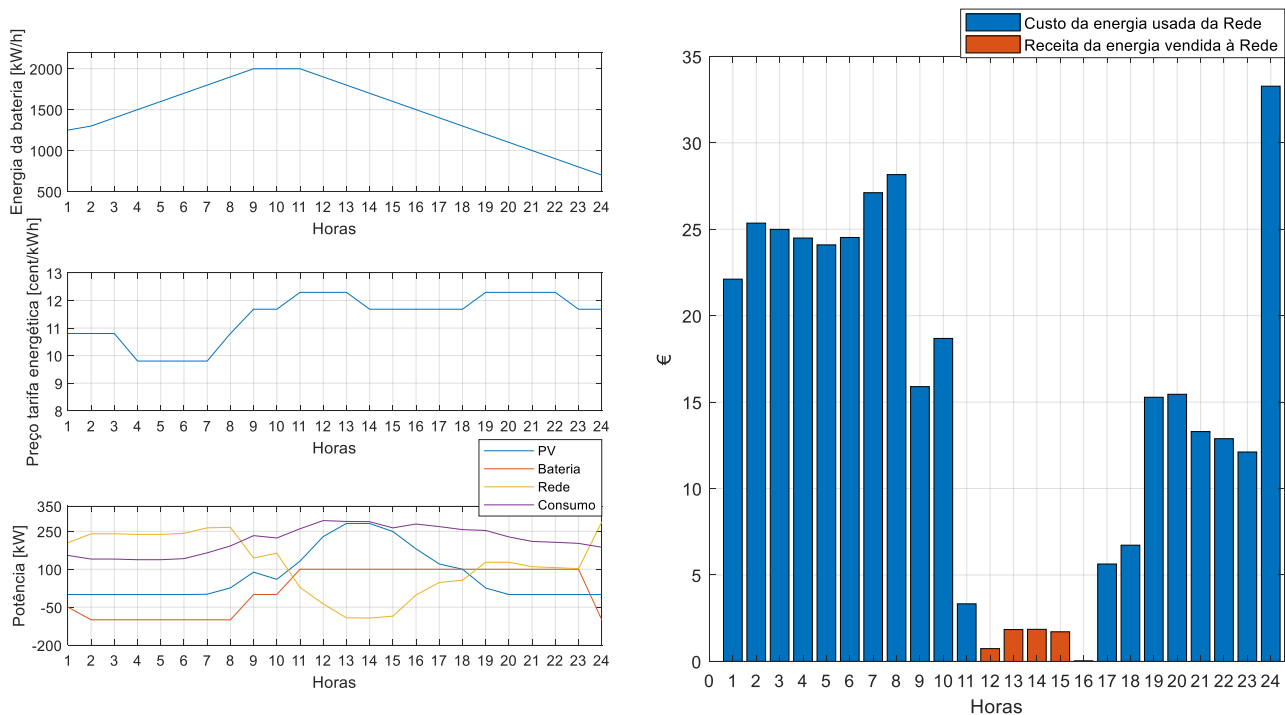 Energia da bateria [kW/h]
2000
1500
1000
500
1 2 3 4 5 6 7 8 9 10 11 12 13 14 15 16 17 18 19 20 21 22 23 24
Horas
Preço tarifa energética [cent/kWh]
13
12
11
10
9
8
1 2 3 4 5 6 7 8 9 10 11 12 13 14 15 16 17 18 19 20 21 22 23 24
Horas
PV
Bateria
Rede
Consumo
Potência [kW]
350
250
100
-50
-200
1 2 3 4 5 6 7 8 9 10 11 12 13 14 15 16 17 18 19 20 21 22 23 24
Horas
Custo da energia usada da Rede
Receita da energia vendida à Rede
€
35
30
25
20
15
10
5
0
0 1 2 3 4 5 6 7 8 9 10 11 12 13 14 15 16 17 18 19 20 21 22 23 24
Horas